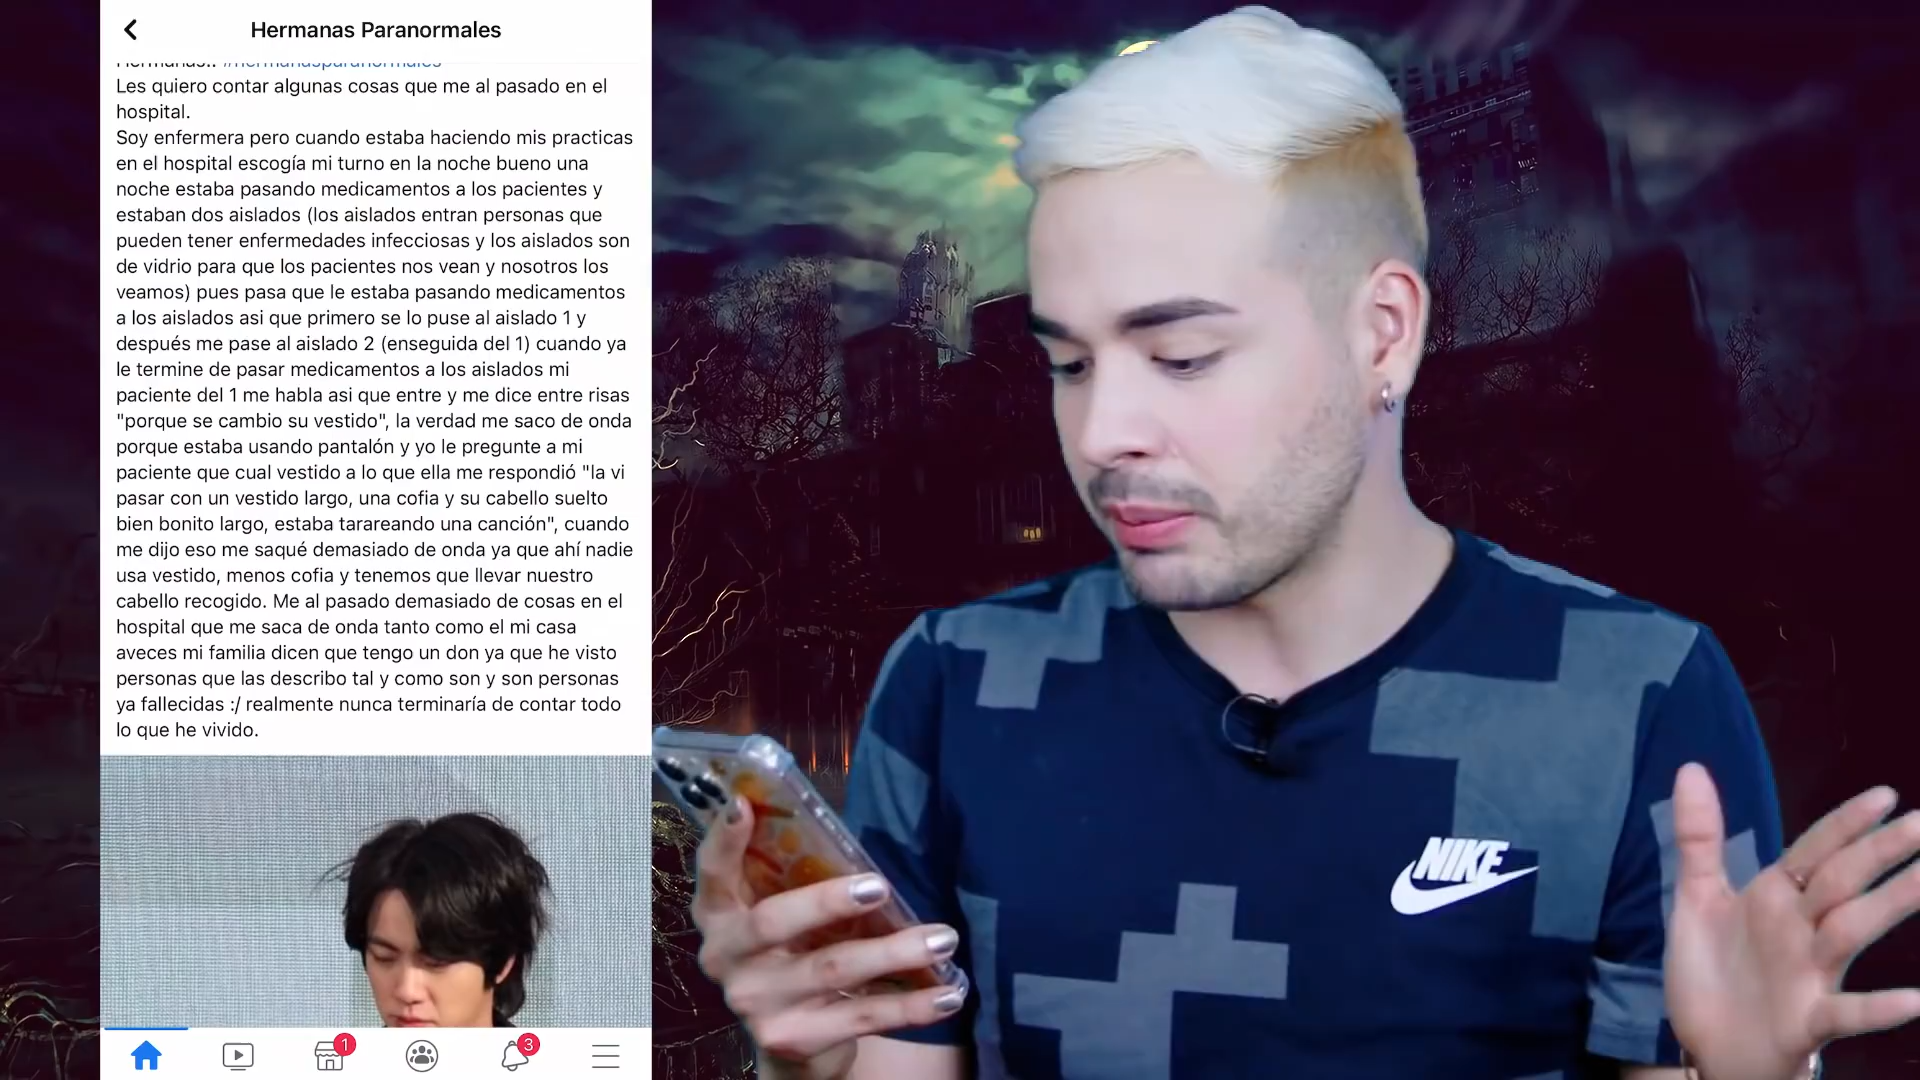 Hermanas Paranormales
Hermanas.. #hermanasparanormales
Les quiero contar algunas cosas que me al pasado en el
hospital.
Soy enfermera pero cuando estaba haciendo mis practicas
en el hospital escogía mi turno en la noche bueno una
noche estaba pasando medicamentos a los pacientes y
estaban dos aislados (los aislados entran personas que
pueden tener enfermedades infecciosas y los aislados son
de vidrio para que los pacientes nos vean y nosotros los
veamos) pues pasa que le estaba pasando medicamentos
a los aislados asi que primero se lo puse al aislado 1 y
después me pase al aislado 2 (enseguida del 1) cuando ya
le termine de pasar medicamentos a los aislados mi
paciente del 1 me habla asi que entre y me dice entre risas
"porque se cambio su vestido", la verdad me saco de onda
porque estaba usando pantalón y yo le pregunte a mi
paciente que cual vestido a lo que ella me respondió "la vi
pasar con un vestido largo, una cofia y su cabello suelto
bien bonito largo, estaba tarareando una canción", cuando
me dijo eso me saqué demasiado de onda ya que ahí nadie
usa vestido, menos cofia y tenemos que llevar nuestro
cabello recogido. Me al pasado demasiado de cosas en el
hospital que me saca de onda tanto como el mi casa
aveces mi familia dicen que tengo un don ya que he visto
personas que las describo tal y como son y son personas
ya fallecidas :/ realmente nunca terminaría de contar todo
lo que he vivido.
1
3
NIKE